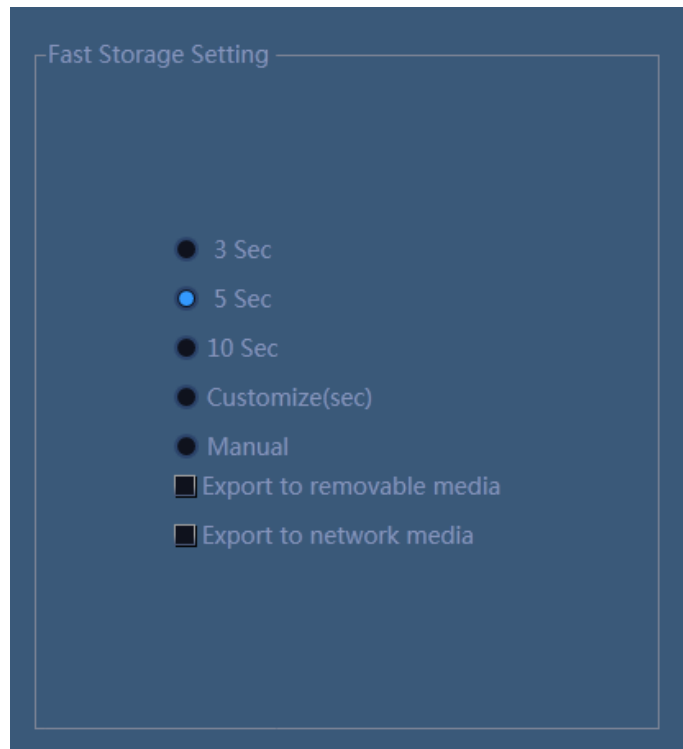 Fast Storage Setting
3 Sec
5 Sec
10 Sec
Customize(sec)
Manual
Export to removable media
Export to network media